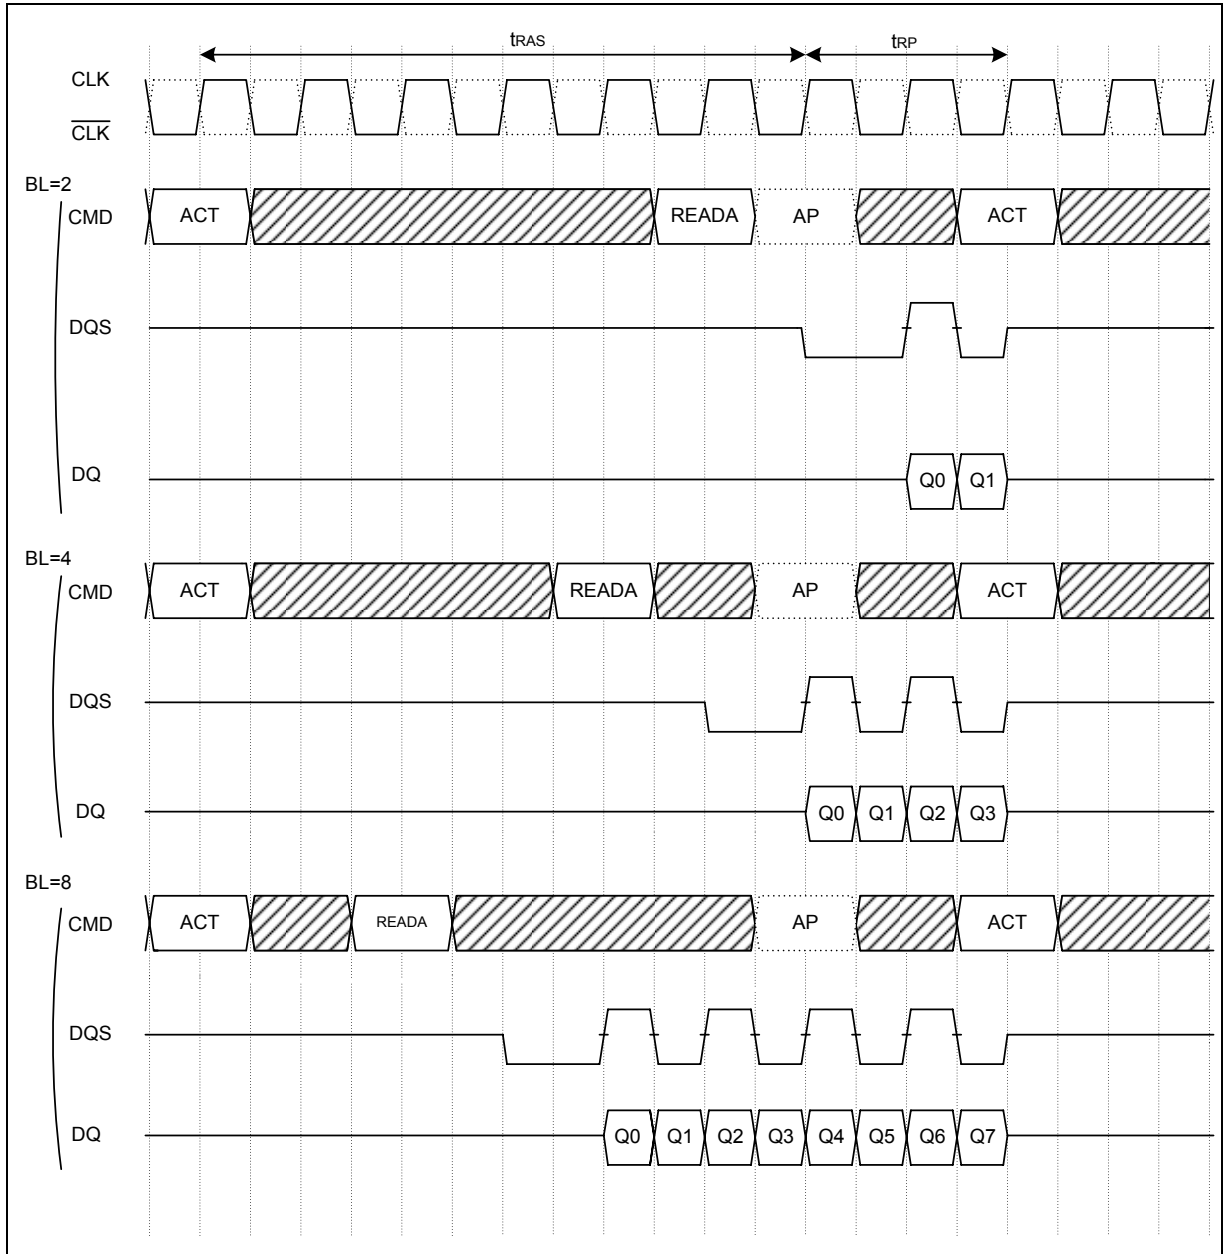 tRAS tRP
CLK
CLK
BL=2
CMD ACT READA AP ACT
DQS
DQ Q0 Q1
BL=4
CMD ACT READA AP ACT
DQS
DQ Q0 Q1 Q2 Q3
BL=8
CMD ACT READA AP ACT
DQS
DQ Q0 Q1 Q2 Q3 Q4 Q5 Q6 Q7